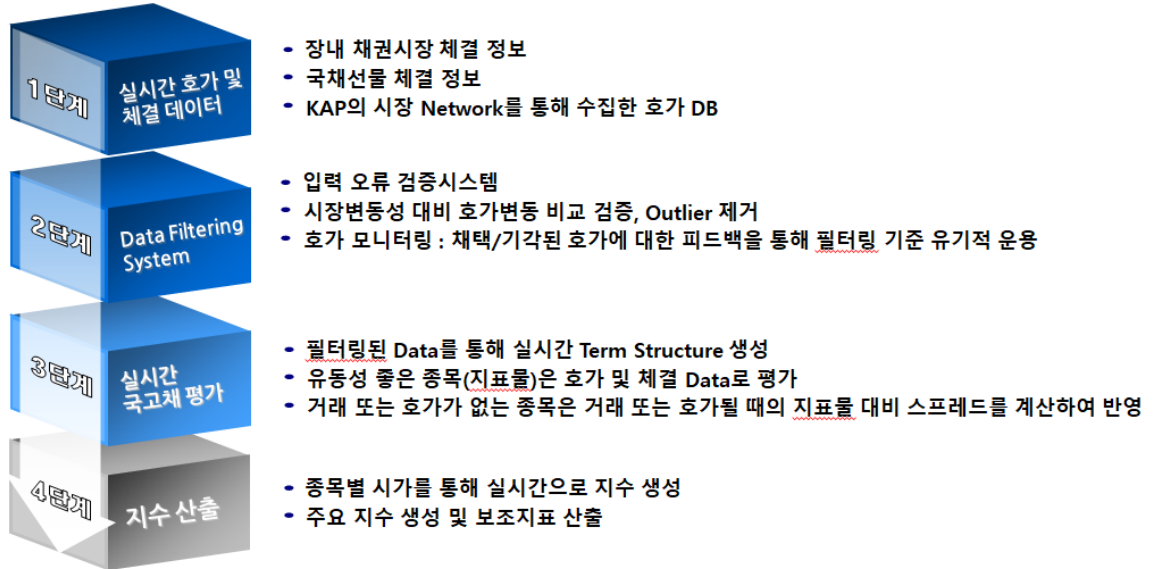 1단계
실시간 호가 및
체결 데이터
• 장내 채권시장 체결 정보
• 국채선물 체결 정보
• KAP의 시장 Network를 통해 수집한 호가 DB
2단계
Data Filtering
System
• 입력 오류 검증시스템
• 시장변동성 대비 호가변동 비교 검증, Outlier 제거
• 호가 모니터링 : 채택/기각된 호가에 대한 피드백을 통해 필터링 기준 유기적 운용
3단계
실시간
국고채 평가
• 필터링된 Data를 통해 실시간 Term Structure 생성
• 유동성 좋은 종목(지표물)은 호가 및 체결 Data로 평가
• 거래 또는 호가가 없는 종목은 거래 또는 호가될 때의 지표물 대비 스프레드를 계산하여 반영
4단계
지수 산출
• 종목별 시가를 통해 실시간으로 지수 생성
• 주요 지수 생성 및 보조지표 산출